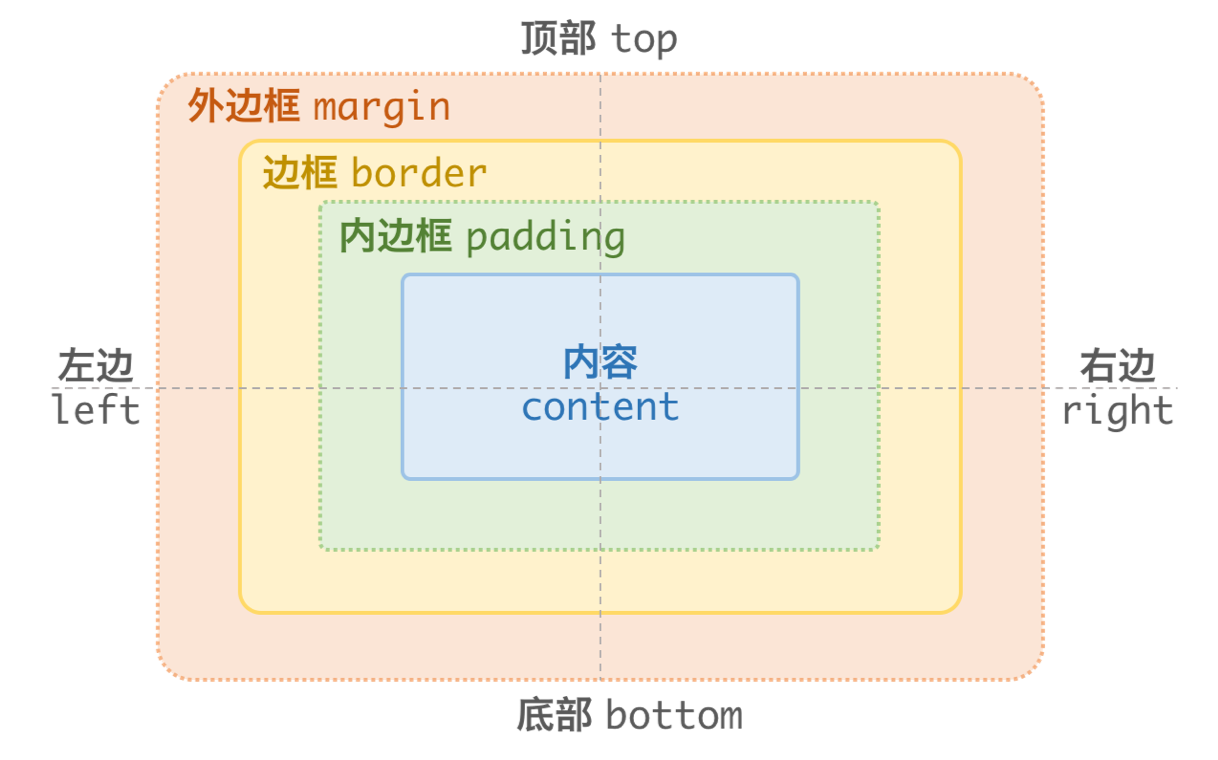 顶部 top
外边框 margin
边框 border
内边框 padding
内容
content
左边
left
右边
right
底部 bottom